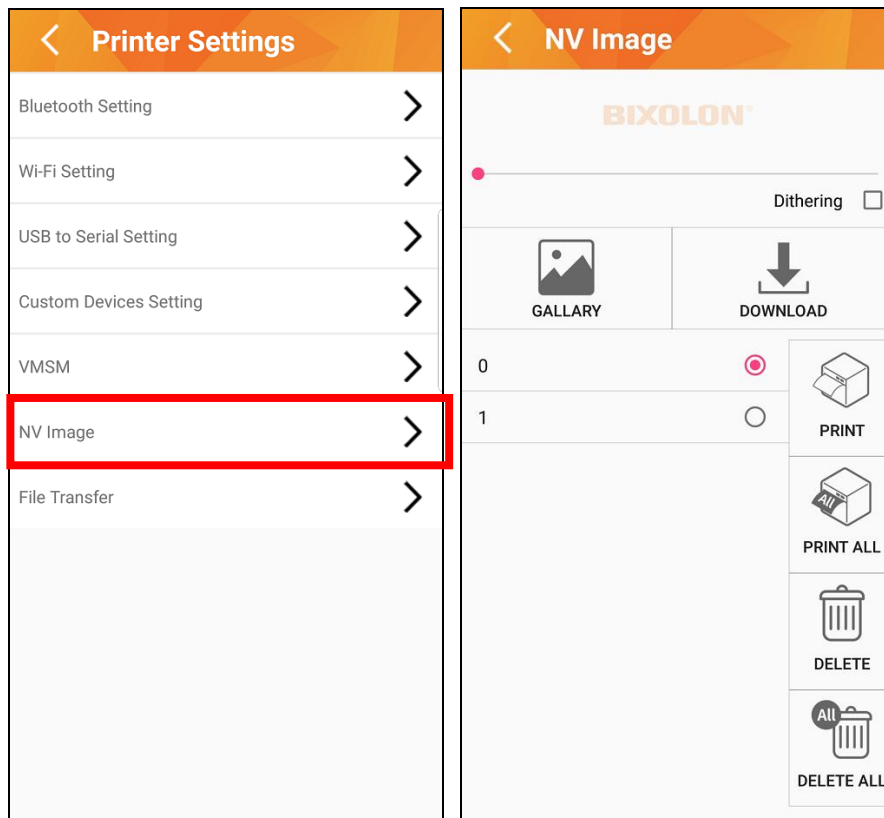 Printer Settings
Bluetooth Setting
Wi-Fi Setting
USB to Serial Setting
Custom Devices Setting
VMSM
NV Image
File Transfer
NV Image
BIXOLON®
Dithering
GALLARY
DOWNLOAD
0
1
PRINT
All
PRINT ALL
DELETE
All
DELETE ALL